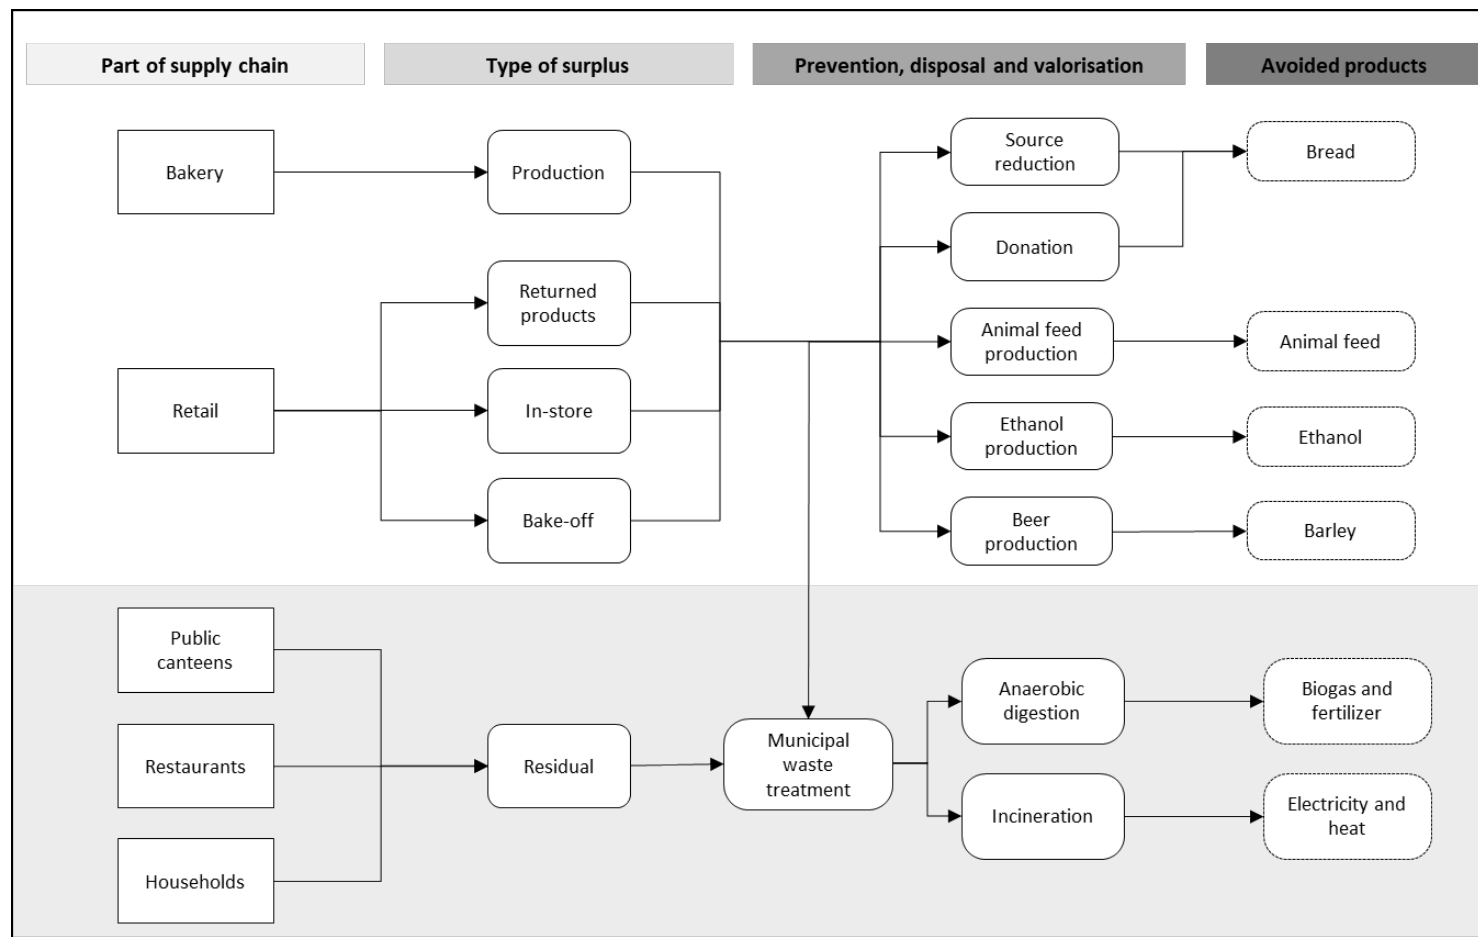 Part of supply chain
Type of surplus
Prevention, disposal and valorisation
Avoided products
Bakery
Production
Source
reduction
Bread
Donation
Returned
products
Animal feed
production
Animal feed
Retail
In-store
Ethanol
production
Ethanol
Bake-off
Beer
production
Barley
Public
canteens
Anaerobic
digestion
Biogas and
fertilizer
Restaurants
Residual
Municipal
waste
treatment
Incineration
Electricity and
heat
Households